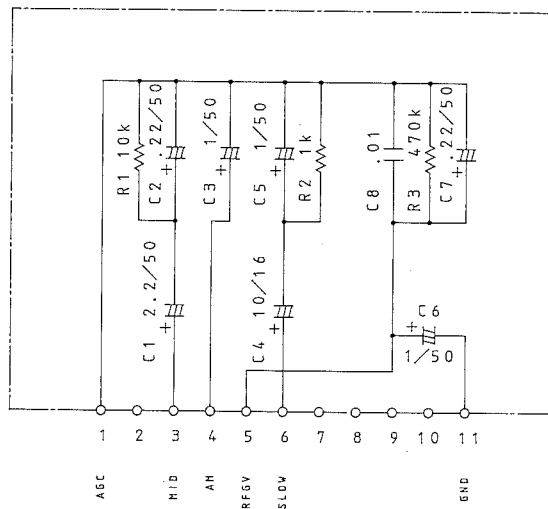 R1 10k
C2 .22/50
C3 1/50
C5 1/50
R2 1k
C8 .01
R3 470k
C7 .22/50
C1 2.2/50
C4 10/16
C6
1/50
+
+
+
+
+
+
+
1 2 3 4 5 6 7 8 9 10 11
AGC
MID
AM
RFGV
SLOW
GND